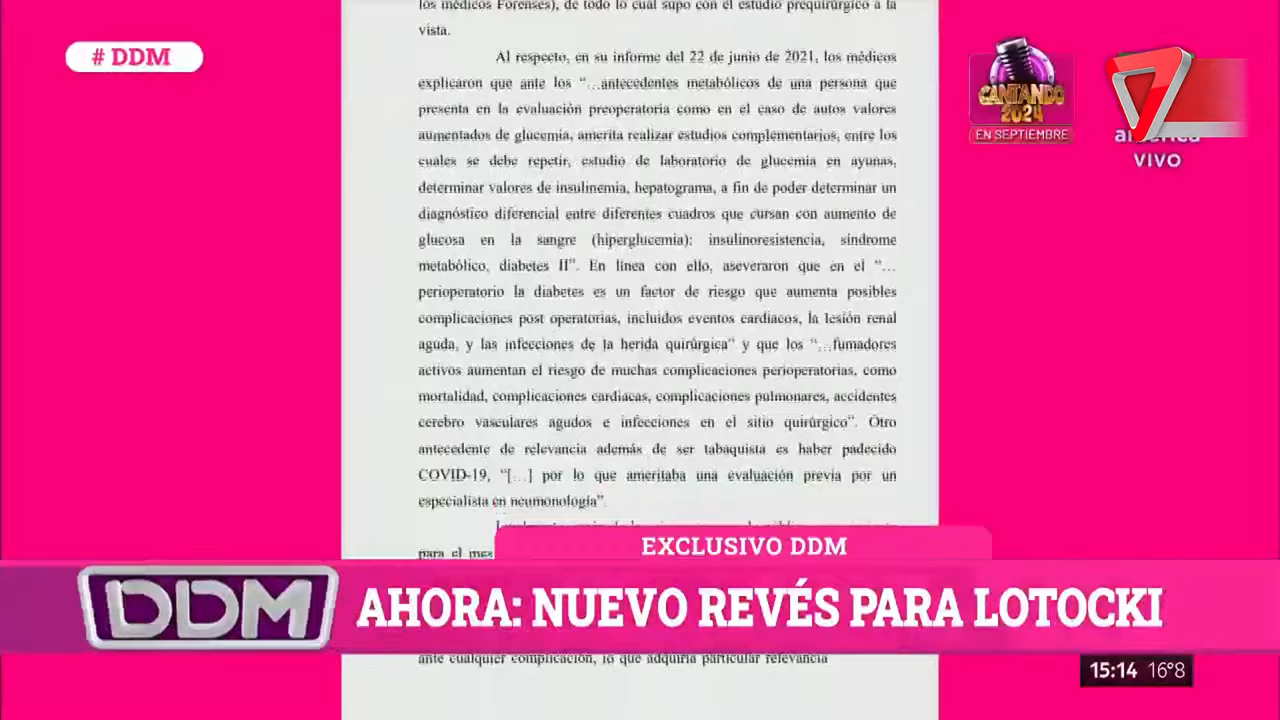 los médicos Forenses), de todo lo cual supo con el estudio prequirúrgico a la
vista.
Al respecto, en su informe del 22 de junio de 2021, los médicos
explicaron que ante los “…antecedentes metabólicos de una persona que
presenta en la evaluación preoperatoria como en el caso de autos valores
aumentados de glucemia, amerita realizar estudios complementarios, entre los
cuales se debe repetir, estudio de laboratorio de glucemia en ayunas,
determinar valores de insulinemia, hepatograma, a fin de poder determinar un
diagnóstico diferencial entre diferentes cuadros que cursan con aumento de
glucosa en la sangre (hiperglucemia): insulinoresistencia, síndrome
metabólico, diabetes II”. En línea con ello, aseveraron que en el “…
perioperatorio la diabetes es un factor de riesgo que aumenta posibles
complicaciones post operatorias, incluidos eventos cardíacos, la lesión renal
aguda, y las infecciones de la herida quirúrgica” y que los “…fumadores
activos aumentan el riesgo de muchas complicaciones perioperatorias, como
mortalidad, complicaciones cardíacas, complicaciones pulmonares, accidentes
cerebro vasculares agudos e infecciones en el sitio quirúrgico”. Otro
antecedente de relevancia además de ser tabaquista es haber padecido
COVID-19, “[…] por lo que ameritaba una evaluación previa por un
especialista en neumonología”.
para el mes
ante cualquier complicación, lo que adquiría particular relevancia
# DDM
CANTANDO
2024
EN SEPTIEMBRE
américa
VIVO
EXCLUSIVO DDM
DDM
AHORA: NUEVO REVÉS PARA LOTOCKI
15:14 16°8